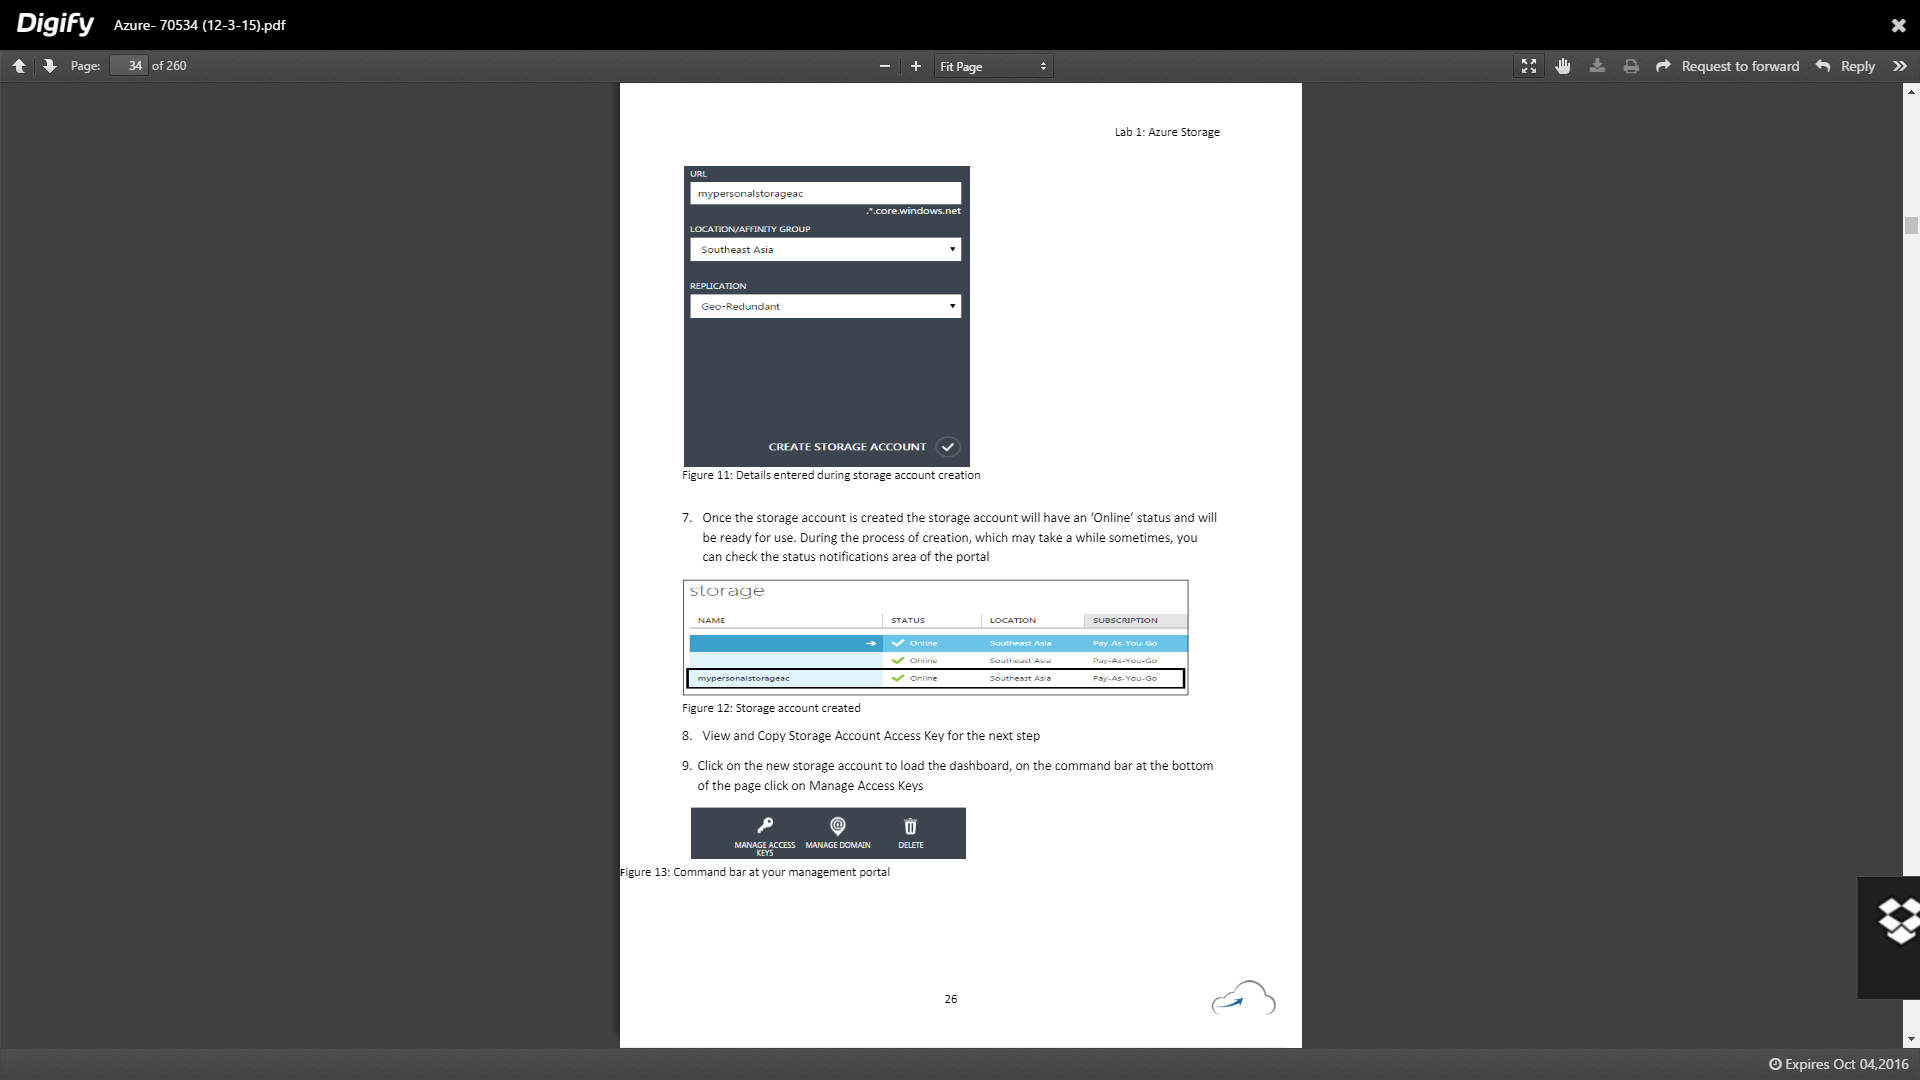 Digify Azure- 70534 (12-3-15).pdf
Page: 34 of 260 Fit Page Request to forward Reply
Lab 1: Azure Storage
URL
mypersonalstorageac
.*.core.windows.net
LOCATION/AFFINITY GROUP
Southeast Asia
REPLICATION
Geo-Redundant
CREATE STORAGE ACCOUNT
Figure 11: Details entered during storage account creation
7. Once the storage account is created the storage account will have an ‘Online’ status and will
be ready for use. During the process of creation, which may take a while sometimes, you
can check the status notifications area of the portal
storage
NAME STATUS LOCATION SUBSCRIPTION
Online Southeast Asia Pay-As-You-Go
Online Southeast Asia Pay-As-You-Go
mypersonalstorageac Online Southeast Asia Pay-As-You-Go
Figure 12: Storage account created
8. View and Copy Storage Account Access Key for the next step
9. Click on the new storage account to load the dashboard, on the command bar at the bottom
of the page click on Manage Access Keys
MANAGE ACCESS MANAGE DOMAIN DELETE
KEYS
Figure 13: Command bar at your management portal
26
Expires Oct 04,2016